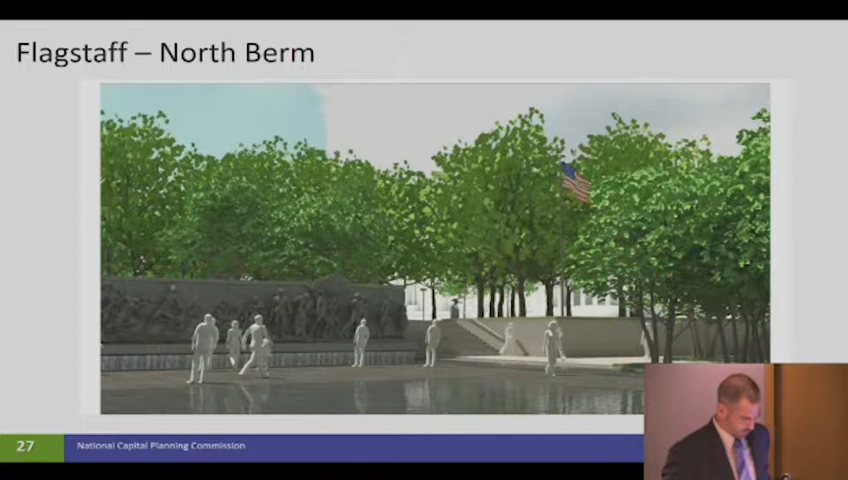 Flagstaff – North Berm
27
National Capital Planning Commission